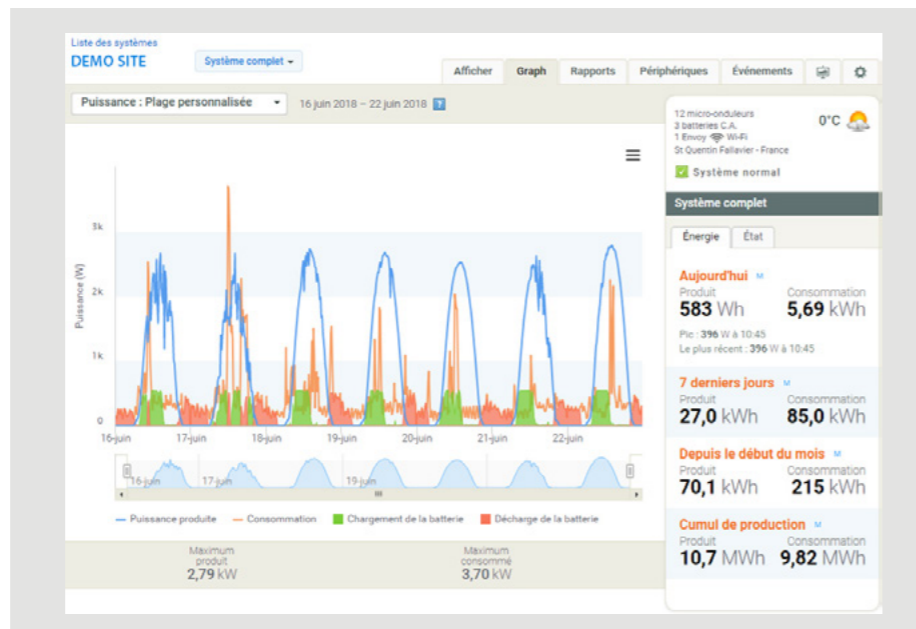 Liste des systèmes
DEMO SITE
Système complet
Afficher Graph Rapports Périphériques Événements
Puissance : Plage personnalisée
16 juin 2018 – 22 juin 2018 ?
12 micro-onduleurs
3 batteries C.A.
1 Envoy Wi-Fi
St Quentin Fallavier - France
0°C
Système normal
Système complet
Énergie État
Aujourd'hui M
Produit Consommation
583 Wh 5,69 kWh
Pic : 396 W à 10:45
Le plus récent : 396 W à 10:45
7 derniers jours M
Produit Consommation
27,0 kWh 85,0 kWh
Depuis le début du mois M
Produit Consommation
70,1 kWh 215 kWh
Cumul de production M
Produit Consommation
10,7 MWh 9,82 MWh
Puissance (W)
3k
2k
1k
0
16-juin 17-juin 18-juin 19-juin 20-juin 21-juin 22-juin
16-juin 17-juin 19-juin
Puissance produite Consommation Chargement de la batterie Décharge de la batterie
Maximum produit
2,79 kW
Maximum consommé
3,70 kW